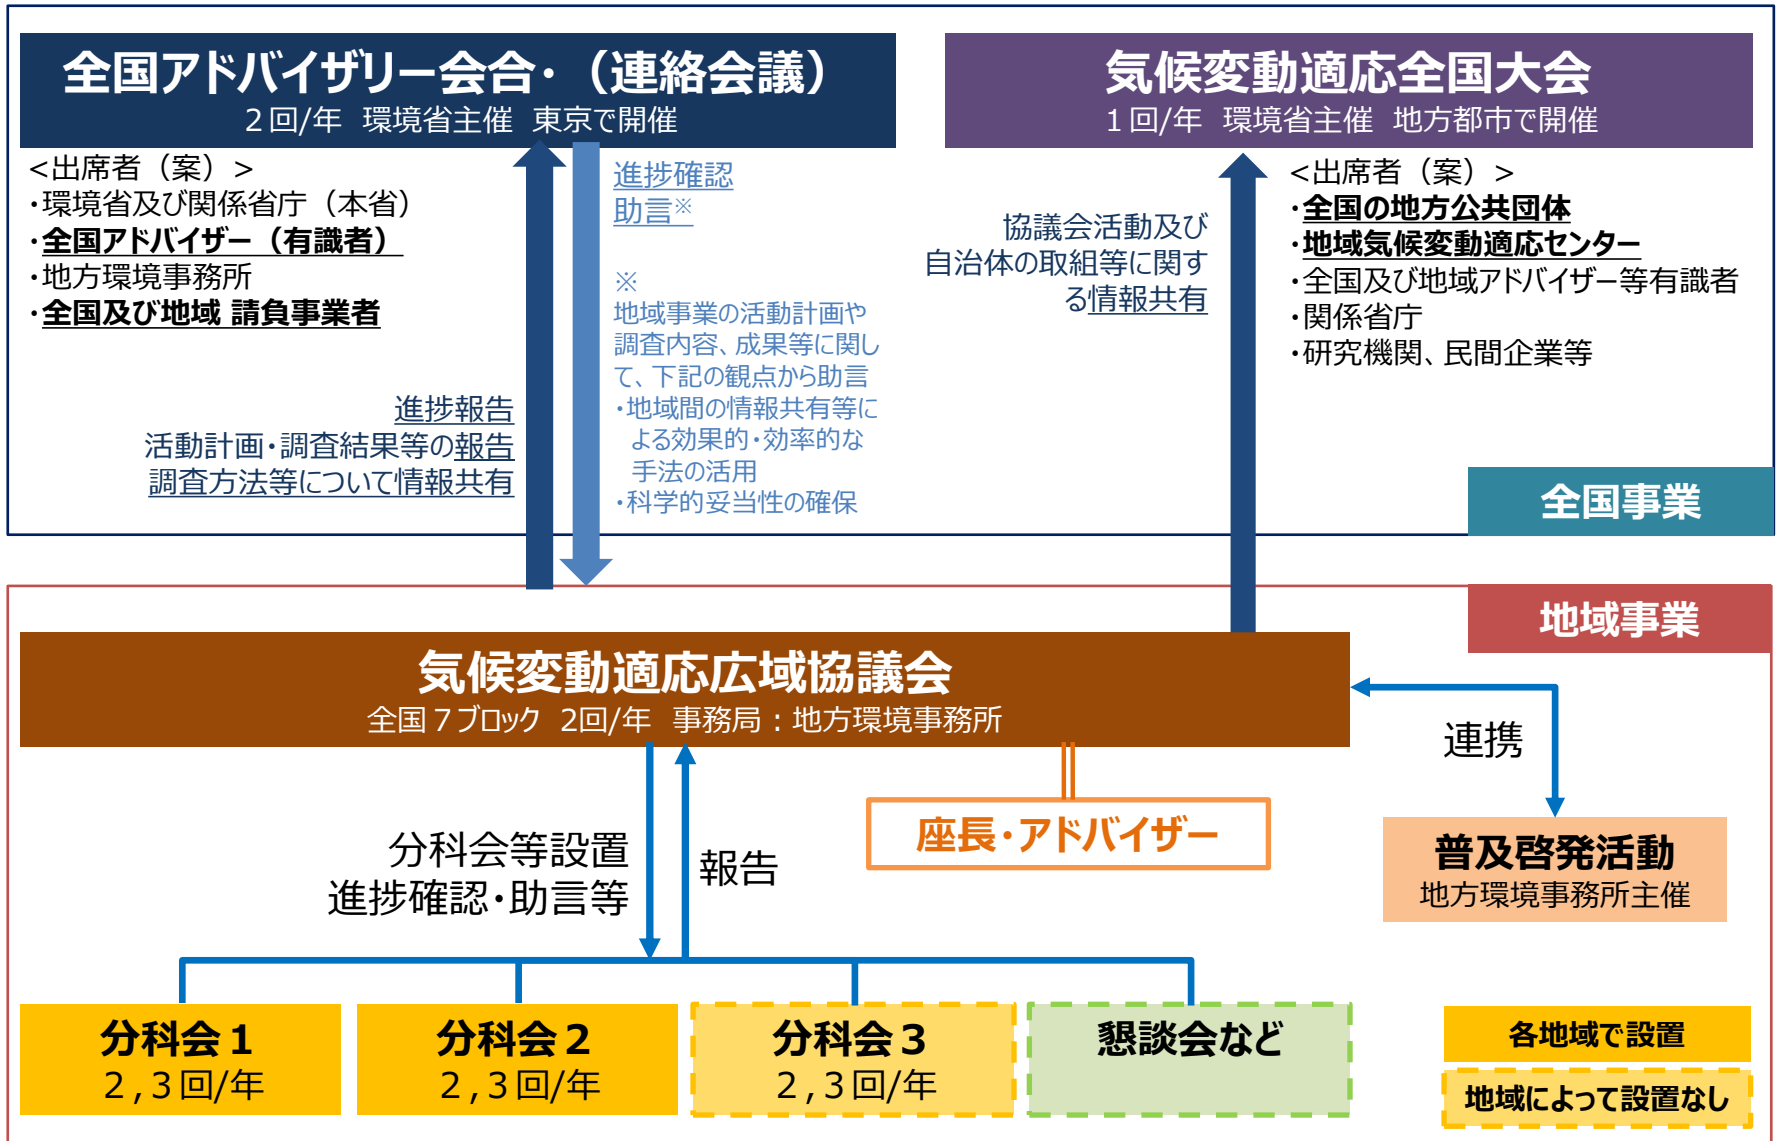 全国アドバイザリー会合・（連絡会議）
２回/年　環境省主催　東京で開催
<出席者（案）>
・環境省及び関係省庁（本省）
・全国アドバイザー（有識者）
・地方環境事務所
・全国及び地域 請負事業者
進捗報告
活動計画・調査結果等の報告
調査方法等について情報共有
進捗確認
助言※
※
地域事業の活動計画や
調査内容、成果等に関し
て、下記の観点から助言
・地域間の情報共有等に
よる効果的・効率的な
手法の活用
・科学的妥当性の確保
気候変動適応全国大会
１回/年　環境省主催　地方都市で開催
協議会活動及び
自治体の取組等に関す
る情報共有
<出席者（案）>
・全国の地方公共団体
・地域気候変動適応センター
・全国及び地域アドバイザー等有識者
・関係省庁
・研究機関、民間企業等
全国事業
地域事業
気候変動適応広域協議会
全国７ブロック　2回/年　事務局：地方環境事務所
連携
分科会等設置
進捗確認・助言等
報告
座長・アドバイザー
普及啓発活動
地方環境事務所主催
分科会１
２,３回/年
分科会２
２,３回/年
分科会３
２,３回/年
懇談会など
各地域で設置
地域によって設置なし